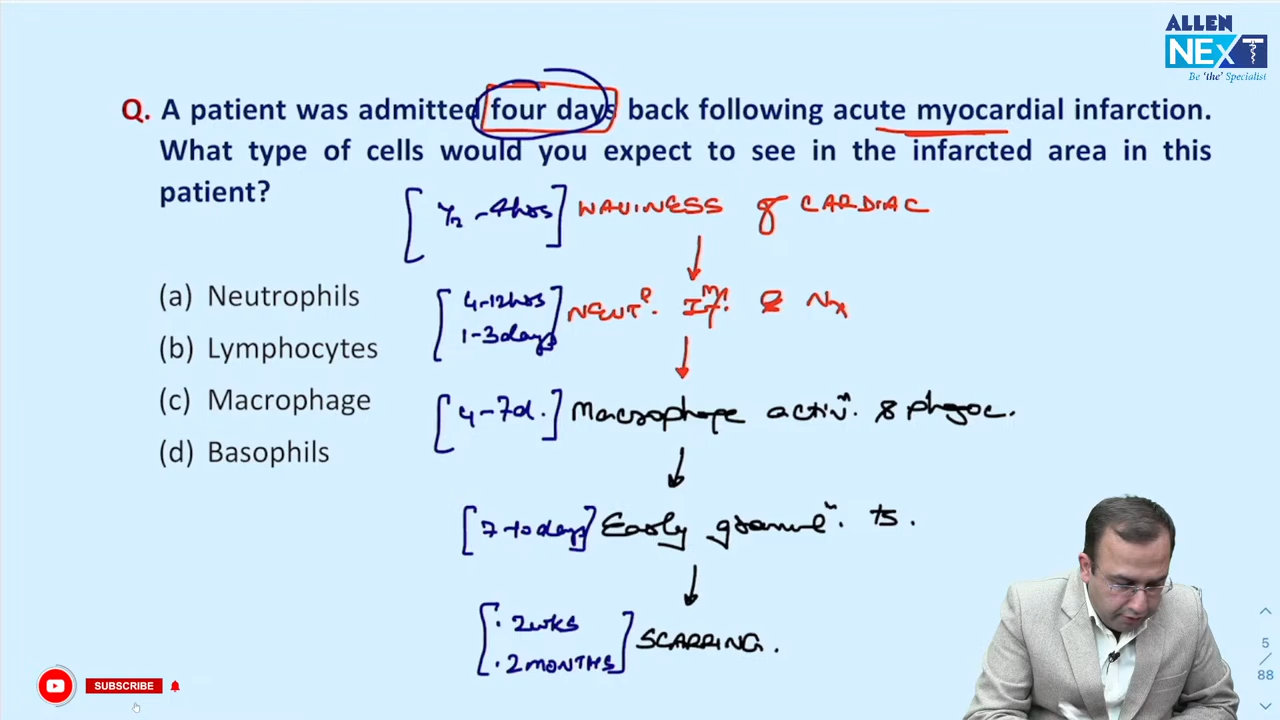 ALLEN
NEXT
Be 'the' Specialist
Q. A patient was admitted four days back following acute myocardial infarction.
What type of cells would you expect to see in the infarcted area in this
patient?
[½ - 4hrs] WAVINESS of CARDIAC
(a) Neutrophils
[4-12hrs
1-3days] NEUTP. Ifn. & Nx
(b) Lymphocytes
(c) Macrophage
[4-7d.] Macrophage activn. & phagoc.
(d) Basophils
[7-10days] Early granuln. ts.
[. 2wks
. 2MONTHS] SCARRING.
5
/
88
SUBSCRIBE